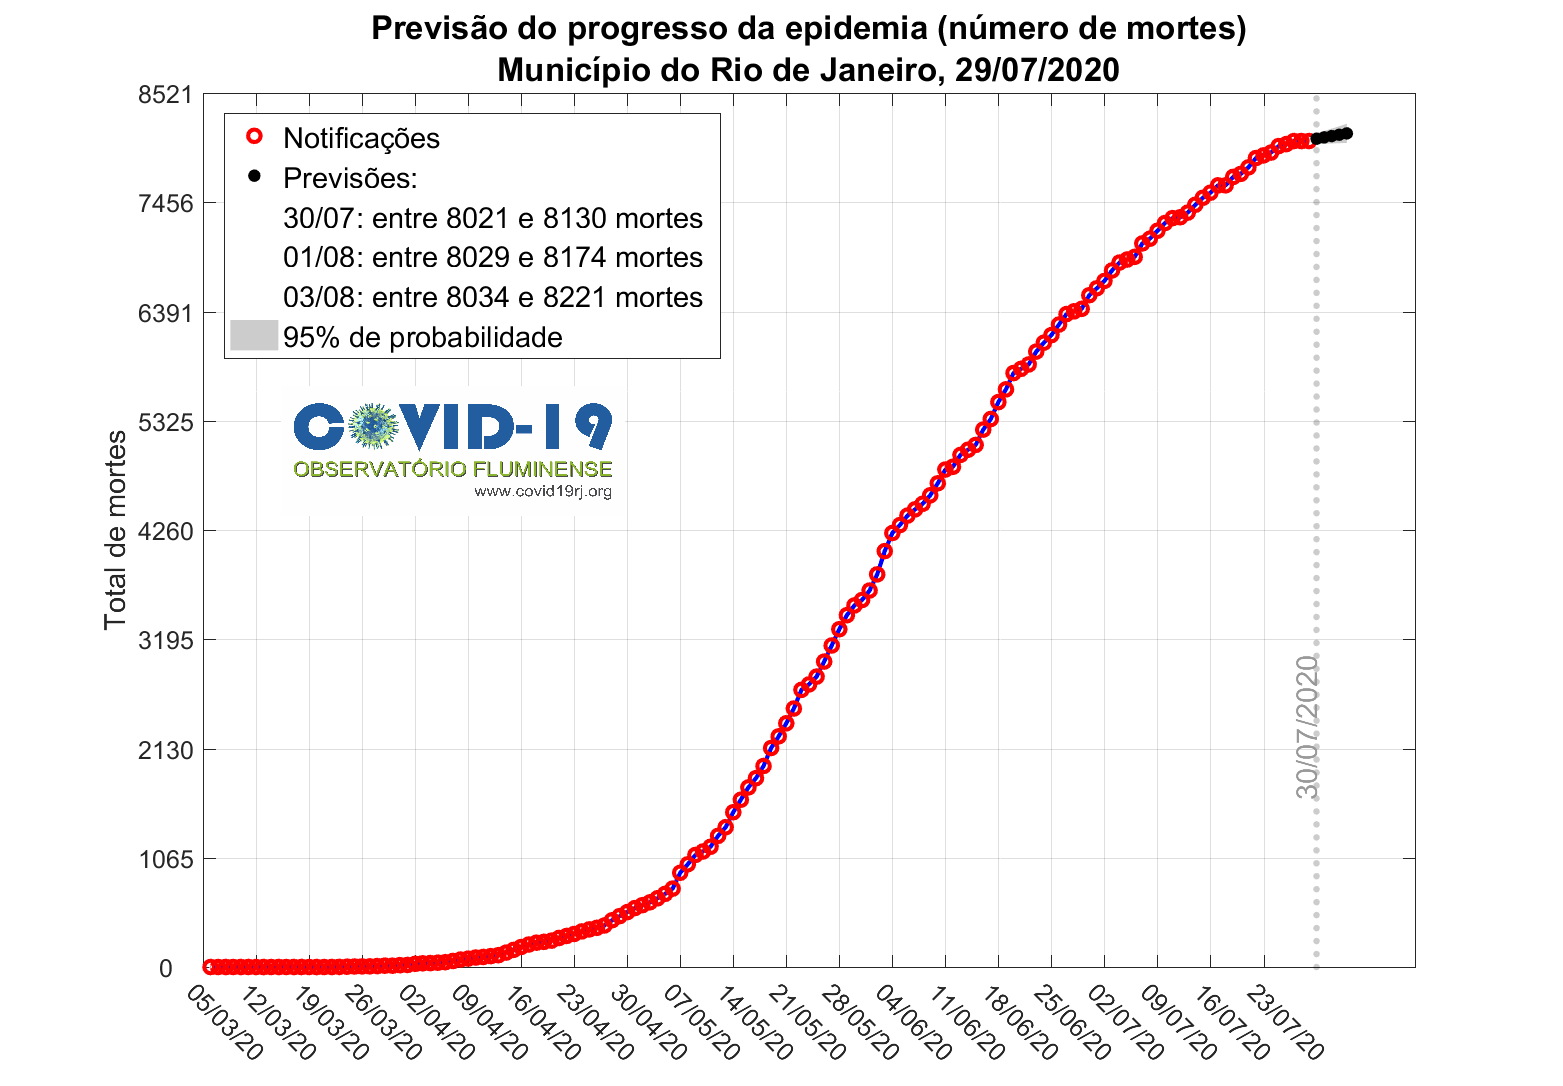 Previsão do progresso da epidemia (número de mortes)
Município do Rio de Janeiro, 29/07/2020
8521
7456
6391
5325
4260
3195
2130
1065
0
Total de mortes
Notificações
Previsões:
30/07: entre 8021 e 8130 mortes
01/08: entre 8029 e 8174 mortes
03/08: entre 8034 e 8221 mortes
95% de probabilidade
COVID-19
OBSERVATÓRIO FLUMINENSE
www.covid19rj.org
30/07/2020
05/03/20
12/03/20
19/03/20
26/03/20
02/04/20
09/04/20
16/04/20
23/04/20
30/04/20
07/05/20
14/05/20
21/05/20
28/05/20
04/06/20
11/06/20
18/06/20
25/06/20
02/07/20
09/07/20
16/07/20
23/07/20